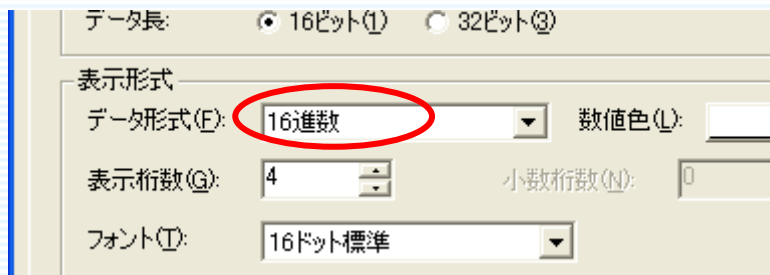 データ長: 16ビット(1) 32ビット(3)
表示形式
データ形式(F): 16進数 数値色(L):
表示桁数(G): 4 小数桁数(N): 0
フォント(T): 16ドット標準